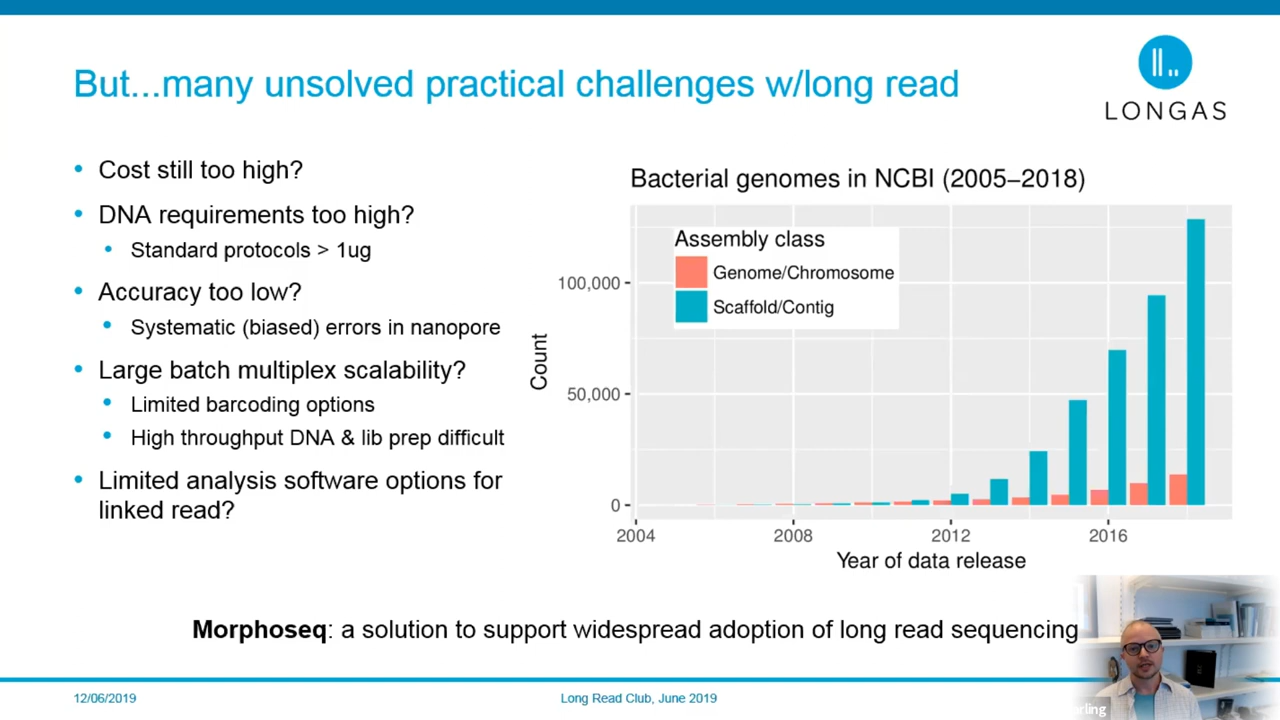 But...many unsolved practical challenges w/long read
LONGAS
• Cost still too high?
• DNA requirements too high?
• Standard protocols > 1ug
• Accuracy too low?
• Systematic (biased) errors in nanopore
• Large batch multiplex scalability?
• Limited barcoding options
• High throughput DNA & lib prep difficult
• Limited analysis software options for
linked read?
Bacterial genomes in NCBI (2005–2018)
Assembly class
Genome/Chromosome
Scaffold/Contig
Count
100,000
50,000
0
2004
2008
2012
2016
Year of data release
Morphoseq: a solution to support widespread adoption of long read sequencing
12/06/2019
Long Read Club, June 2019